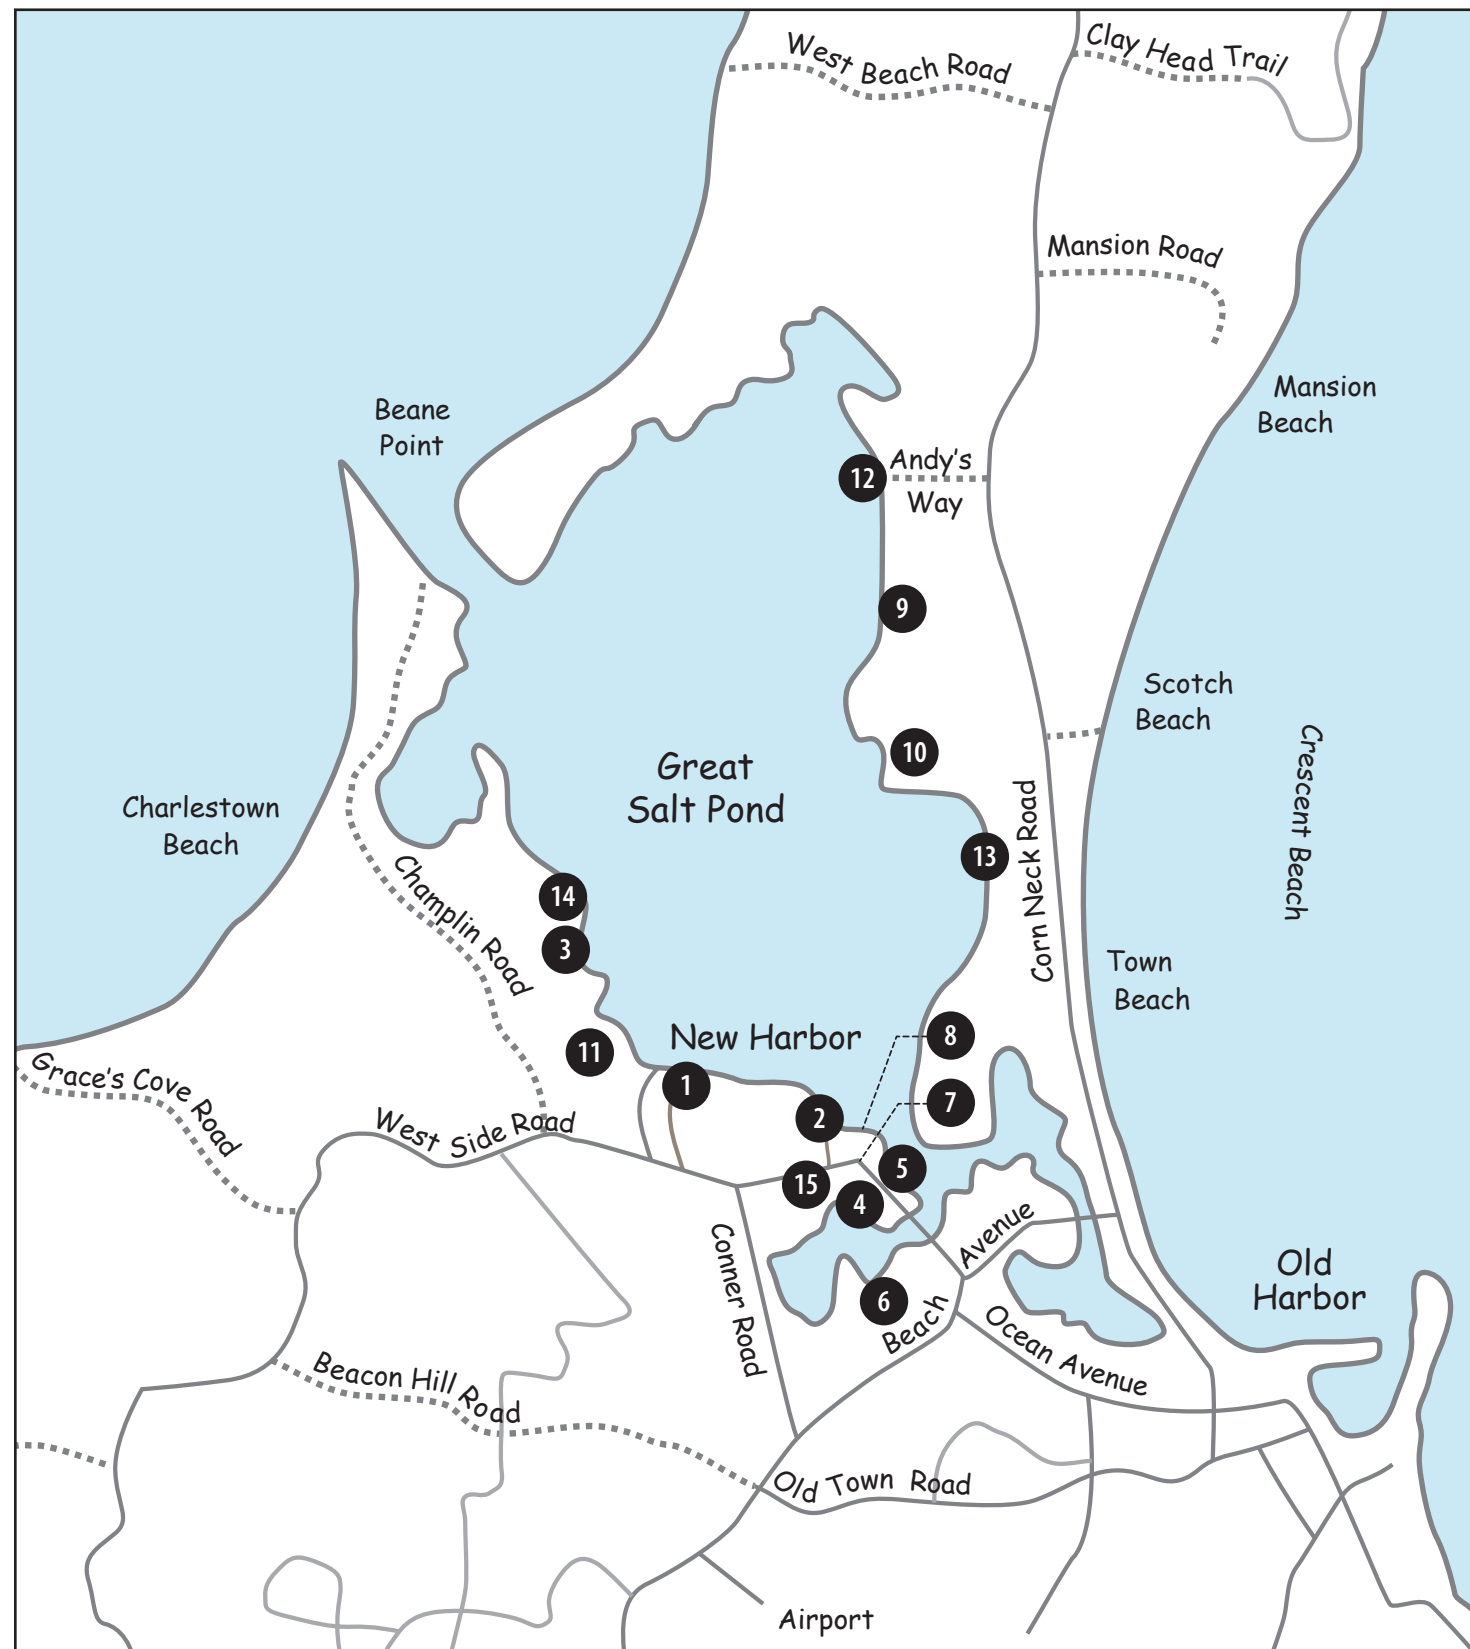 West Beach Road
Clay Head Trail
Mansion Road
Beane
Point
Mansion
Beach
12
Andy's
Way
9
Scotch
Beach
10
Great
Salt Pond
Crescent Beach
Charlestown
Beach
13
Corn Neck Road
14
Champlin Road
3
Town
Beach
New Harbor
8
11
1
7
2
Grace's Cove Road
West Side Road
5
15
4
Conner Road
Beach Avenue
6
Old
Harbor
Ocean Avenue
Beacon Hill Road
Old Town Road
Airport